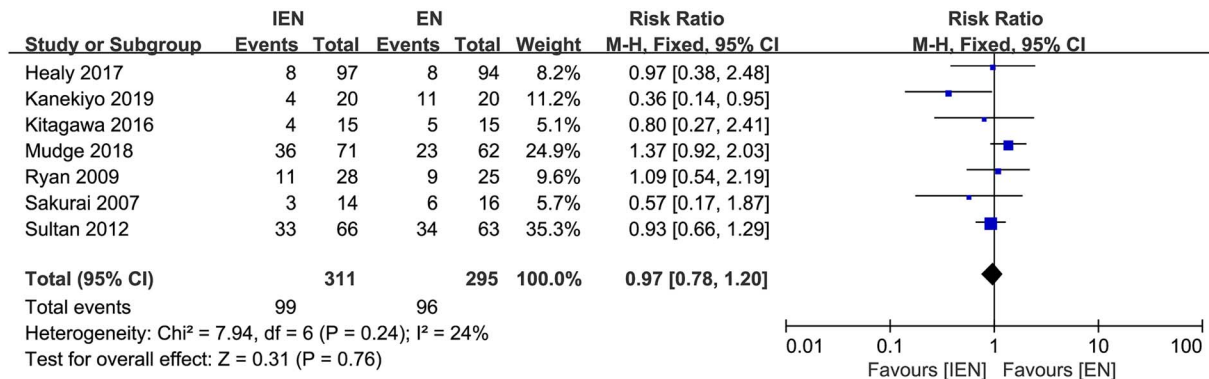 IEN EN Risk Ratio Risk Ratio
Study or Subgroup Events Total Events Total Weight M-H, Fixed, 95% CI M-H, Fixed, 95% CI
Healy 2017 8 97 8 94 8.2% 0.97 [0.38, 2.48]
Kanekiyo 2019 4 20 11 20 11.2% 0.36 [0.14, 0.95]
Kitagawa 2016 4 15 5 15 5.1% 0.80 [0.27, 2.41]
Mudge 2018 36 71 23 62 24.9% 1.37 [0.92, 2.03]
Ryan 2009 11 28 9 25 9.6% 1.09 [0.54, 2.19]
Sakurai 2007 3 14 6 16 5.7% 0.57 [0.17, 1.87]
Sultan 2012 33 66 34 63 35.3% 0.93 [0.66, 1.29]
Total (95% CI) 311 295 100.0% 0.97 [0.78, 1.20]
Total events 99 96
Heterogeneity: Chi² = 7.94, df = 6 (P = 0.24); I² = 24%
Test for overall effect: Z = 0.31 (P = 0.76)
0.01 0.1 1 10 100
Favours [IEN] Favours [EN]